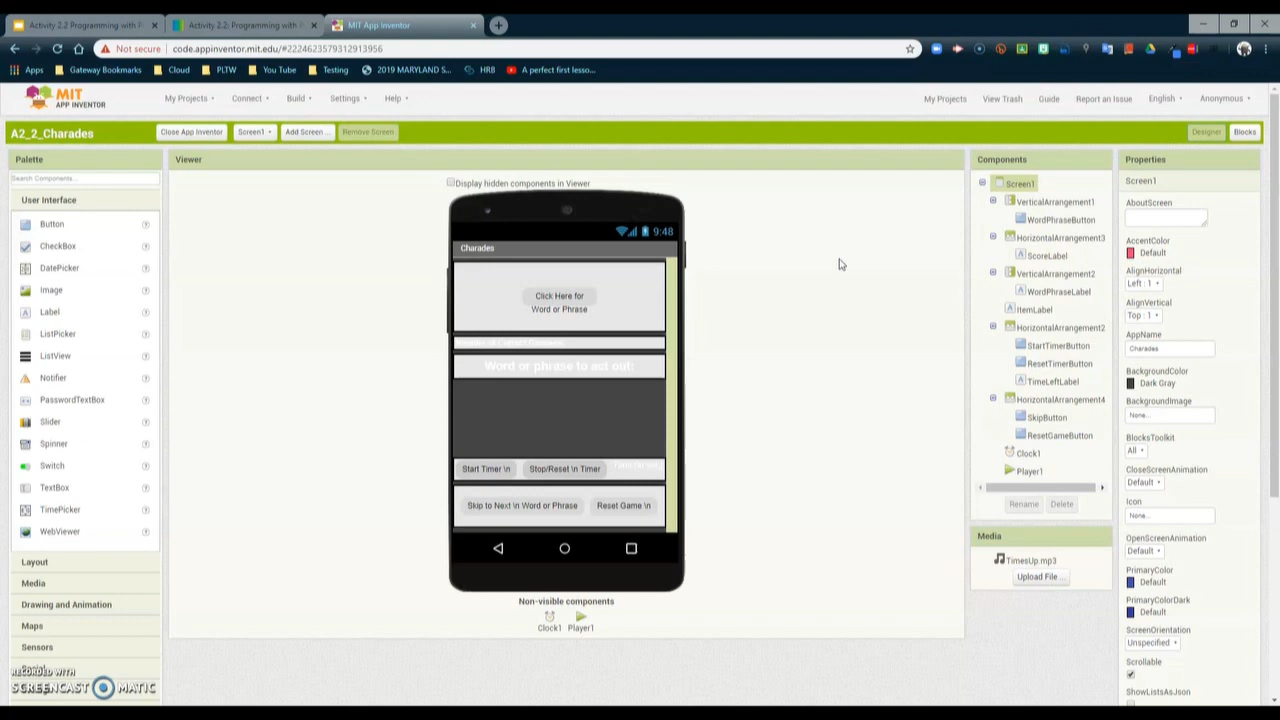 Activity 2.2 Programming with P
Activity 2.2: Programming with
MIT App Inventor
Not secure
code.appinventor.mit.edu/#2224623579312913956
Apps
Gateway Bookmarks
Cloud
PLTW
You Tube
Testing
2019 MARYLAND S...
HRB
A perfect first lesso...
MIT
APP INVENTOR
My Projects
Connect
Build
Settings
Help
My Projects
View Trash
Guide
Report an Issue
English
Anonymous
A2_2_Charades
Close App Inventor
Screen1
Add Screen ...
Remove Screen
Designer
Blocks
Palette
Search Components...
User Interface
Button
CheckBox
DatePicker
Image
Label
ListPicker
ListView
Notifier
PasswordTextBox
Slider
Spinner
Switch
TextBox
TimePicker
WebViewer
Layout
Media
Drawing and Animation
Maps
Sensors
Social
RECORDED WITH
SCREENCAST MATIC
Viewer
Display hidden components in Viewer
9:48
Charades
Click Here for
Word or Phrase
Word or phrase to act out:
Start Timer \n
Stop/Reset \n Timer
Skip to Next \n Word or Phrase
Reset Game \n
Non-visible components
Clock1
Player1
Components
Screen1
VerticalArrangement1
WordPhraseButton
HorizontalArrangement3
ScoreLabel
VerticalArrangement2
WordPhraseLabel
ItemLabel
HorizontalArrangement2
StartTimerButton
ResetTimerButton
TimeLeftLabel
HorizontalArrangement4
SkipButton
ResetGameButton
Clock1
Player1
Rename
Delete
Media
TimesUp.mp3
Upload File ...
Properties
Screen1
AboutScreen
AccentColor
Default
AlignHorizontal
Left : 1
AlignVertical
Top : 1
AppName
Charades
BackgroundColor
Dark Gray
BackgroundImage
None...
BlocksToolkit
All
CloseScreenAnimation
Default
Icon
None...
OpenScreenAnimation
Default
PrimaryColor
Default
PrimaryColorDark
Default
ScreenOrientation
Unspecified
Scrollable
ShowListsAsJson